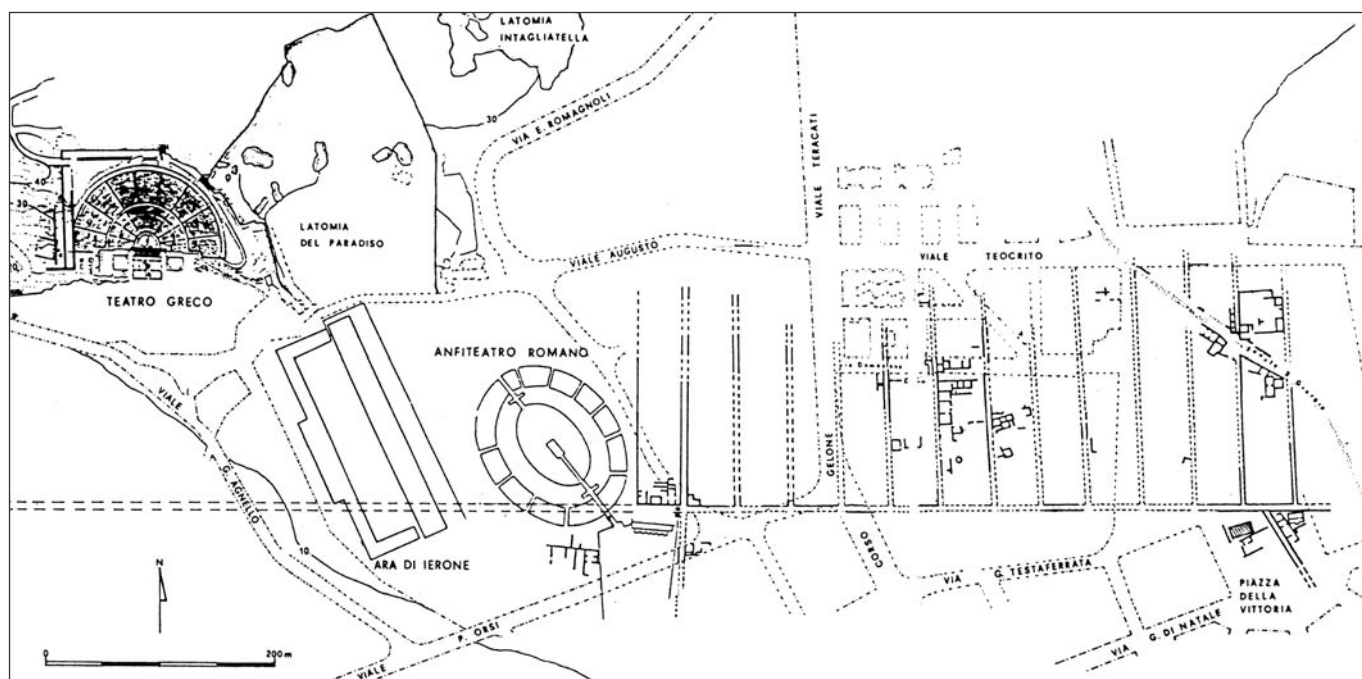 LATOMIA
INTAGLIATELLA
30
VIA E. ROMAGNOLI
VIALE TERACATI
40
30
20
LATOMIA
DEL PARADISO
VIALE AUGUSTO
VIALE TEOCRITO
TEATRO GRECO
ANFITEATRO ROMANO
VIALE
G. AGNELLO
GELONE
10
ARA DI IERONE
CORSO
VIA G. TESTAFERRATA
PIAZZA
DELLA
VITTORIA
N
VIALE P. ORSI
VIA G. DI NATALE
0 200 m